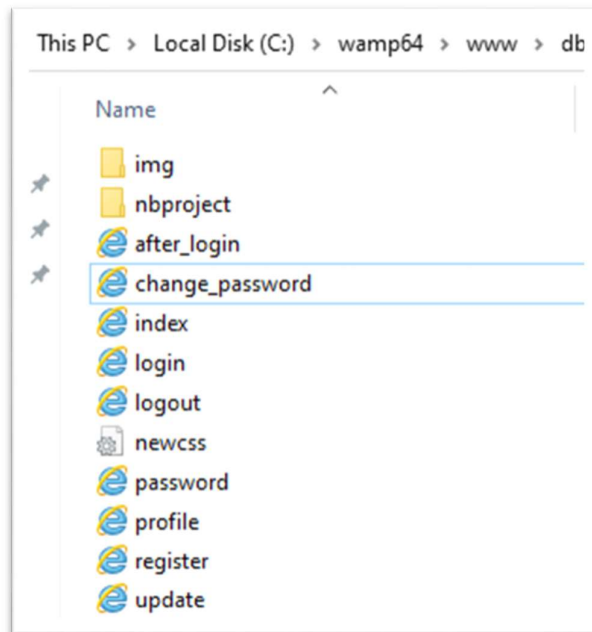 This PC > Local Disk (C:) > wamp64 > www > db
Name
img
nbproject
after_login
change_password
index
login
logout
newcss
password
profile
register
update